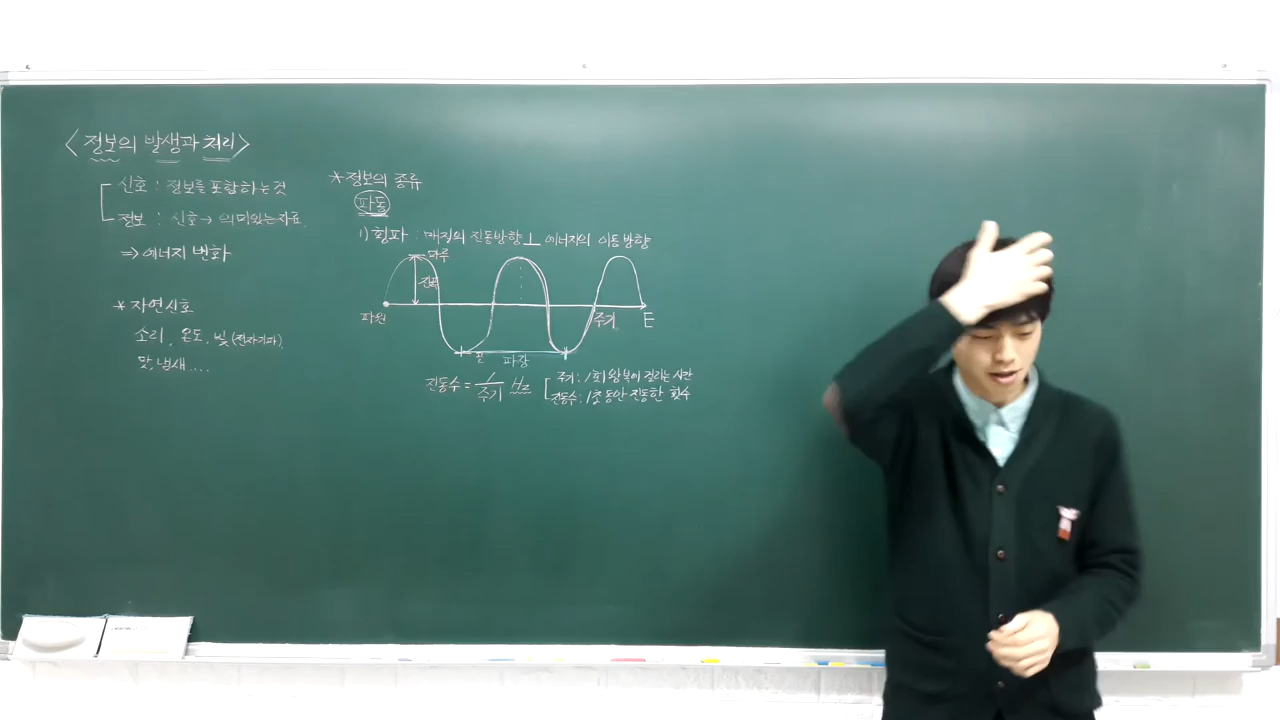 <정보의 발생과 처리>
신호 : 정보를 포함하는 것
정보 : 신호 → 의미있는자료.
⇒ 에너지 변화
* 자연신호
소리, 온도, 빛(전자기파),
맛, 냄새....
* 정보의 종류
파동
1) 횡파 : 매질의 진동방향 ⊥ 에너지의 이동방향
마루
진폭
파원
주기
E
골
파장
진동수 = 1/주기 Hz
주기 : 1회 왕복에 걸리는 시간
진동수 : 1초 동안 진동한 횟수